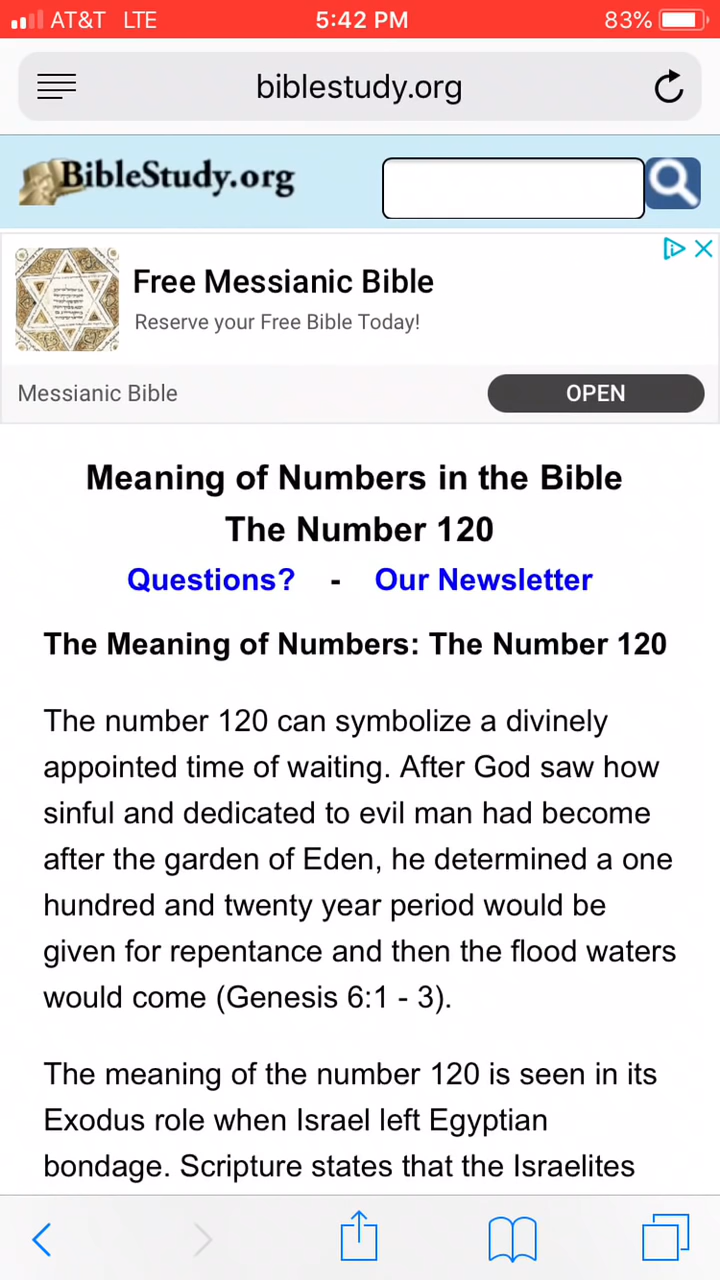 AT&T LTE 5:42 PM 83%
biblestudy.org
BibleStudy.org
Free Messianic Bible
Reserve your Free Bible Today!
Messianic Bible OPEN
Meaning of Numbers in the Bible
The Number 120
Questions? - Our Newsletter
The Meaning of Numbers: The Number 120
The number 120 can symbolize a divinely
appointed time of waiting. After God saw how
sinful and dedicated to evil man had become
after the garden of Eden, he determined a one
hundred and twenty year period would be
given for repentance and then the flood waters
would come (Genesis 6:1 - 3).
The meaning of the number 120 is seen in its
Exodus role when Israel left Egyptian
bondage. Scripture states that the Israelites